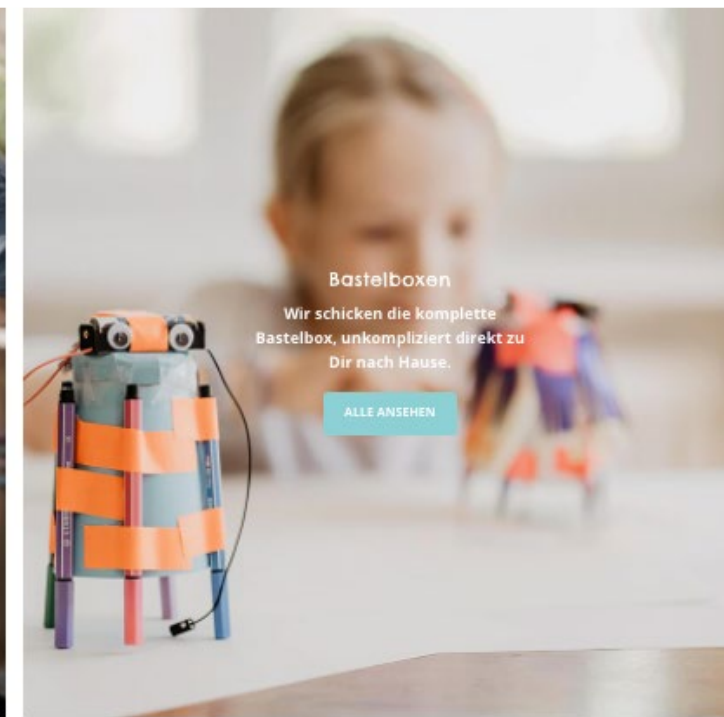 Bastelboxen
Wir schicken die komplette
Bastelbox, unkompliziert direkt zu
Dir nach Hause.
ALLE ANSEHEN